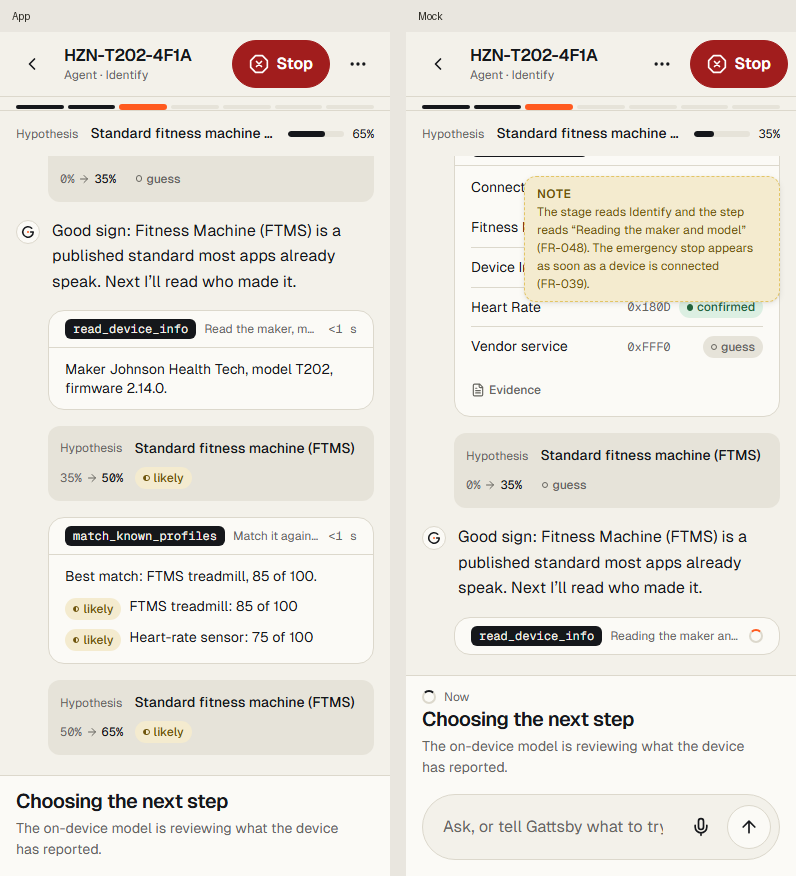 App
HZN-T202-4F1A
Agent · Identify
Stop
Hypothesis Standard fitness machine ... 65%
0% → 35% guess
G
Good sign: Fitness Machine (FTMS) is a
published standard most apps already
speak. Next I’ll read who made it.
read_device_info Read the maker, m... <1 s
Maker Johnson Health Tech, model T202,
firmware 2.14.0.
Hypothesis Standard fitness machine (FTMS)
35% → 50% likely
match_known_profiles Match it again... <1 s
Best match: FTMS treadmill, 85 of 100.
likely FTMS treadmill: 85 of 100
likely Heart-rate sensor: 75 of 100
Hypothesis Standard fitness machine (FTMS)
50% → 65% likely
Choosing the next step
The on-device model is reviewing what the device
has reported.
Mock
HZN-T202-4F1A
Agent · Identify
Stop
Hypothesis Standard fitness machine ... 35%
Connect
Fitness
Device
NOTE
The stage reads Identify and the step
reads “Reading the maker and model”
(FR-048). The emergency stop appears
as soon as a device is connected
(FR-039).
Heart Rate 0x180D confirmed
Vendor service 0xFFF0 guess
Evidence
Hypothesis Standard fitness machine (FTMS)
0% → 35% guess
G
Good sign: Fitness Machine (FTMS) is a
published standard most apps already
speak. Next I’ll read who made it.
read_device_info Reading the maker an...
Now
Choosing the next step
The on-device model is reviewing what the device
has reported.
Ask, or tell Gattsby what to try